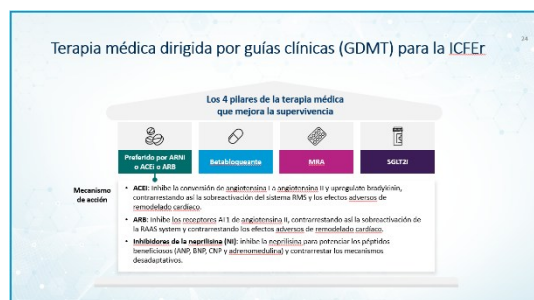 24
Terapia médica dirigida por guías clínicas (GDMT) para la ICFEr
Los 4 pilares de la terapia médica
que mejora la supervivencia
Preferido por ARNi
o ACEi o ARB
Betabloqueante
MRA
SGLT2i
Mecanismo
de acción
• ACEi: Inhibe la conversión de angiotensina I a angiotensina II y upregulate bradykinin,
contrarrestando así la sobreactivación del sistema RMS y los efectos adversos de
remodelado cardíaco.
• ARB: Inhibe los receptores AT1 de angiotensina II, contrarrestando así la sobreactivación de
la RAAS system y contrarrestando los efectos adversos de remodelado cardíaco.
• Inhibidores de la neprilisina (NI): inhibe la neprilisina para potenciar los péptidos
beneficiosos (ANP, BNP, CNP y adrenomedulina) y contrarrestar los mecanismos
desadaptativos.